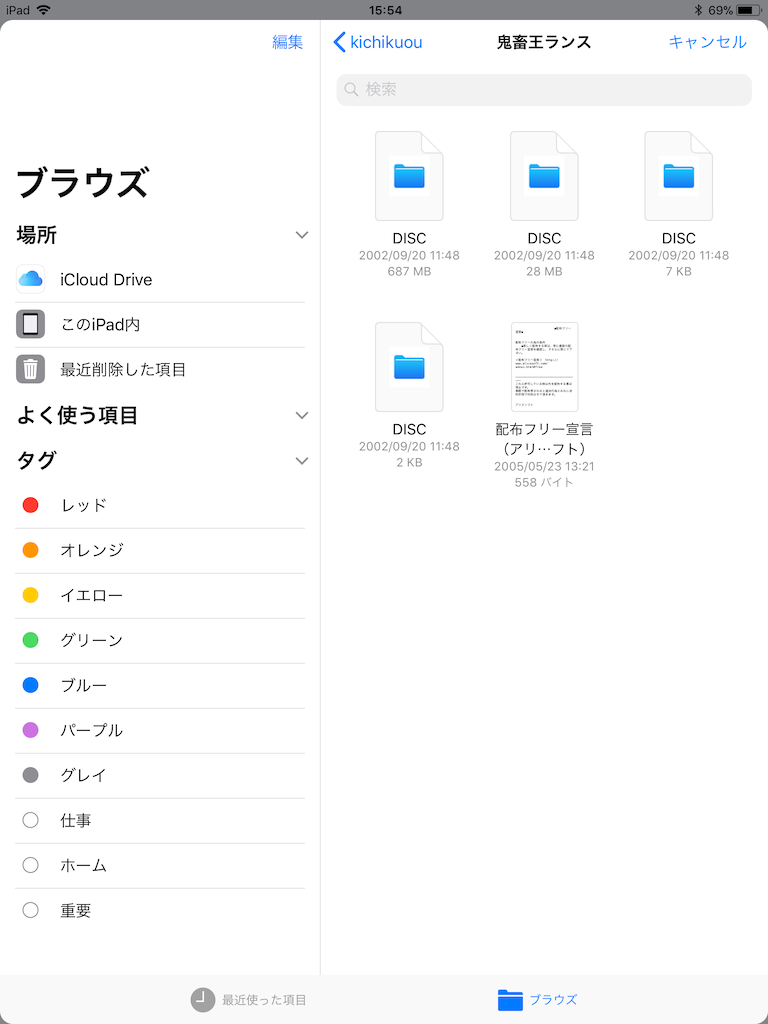 iPad
15:54
69%
編集
ブラウズ
場所
iCloud Drive
このiPad内
最近削除した項目
よく使う項目
タグ
レッド
オレンジ
イエロー
グリーン
ブルー
パープル
グレイ
仕事
ホーム
重要
kichikuou
鬼畜王ランス
キャンセル
検索
DISC
2002/09/20 11:48
687 MB
DISC
2002/09/20 11:48
28 MB
DISC
2002/09/20 11:48
7 KB
DISC
2002/09/20 11:48
2 KB
配布フリー宣言
（アリ…フト）
2005/05/23 13:21
558 バイト
最近使った項目
ブラウズ